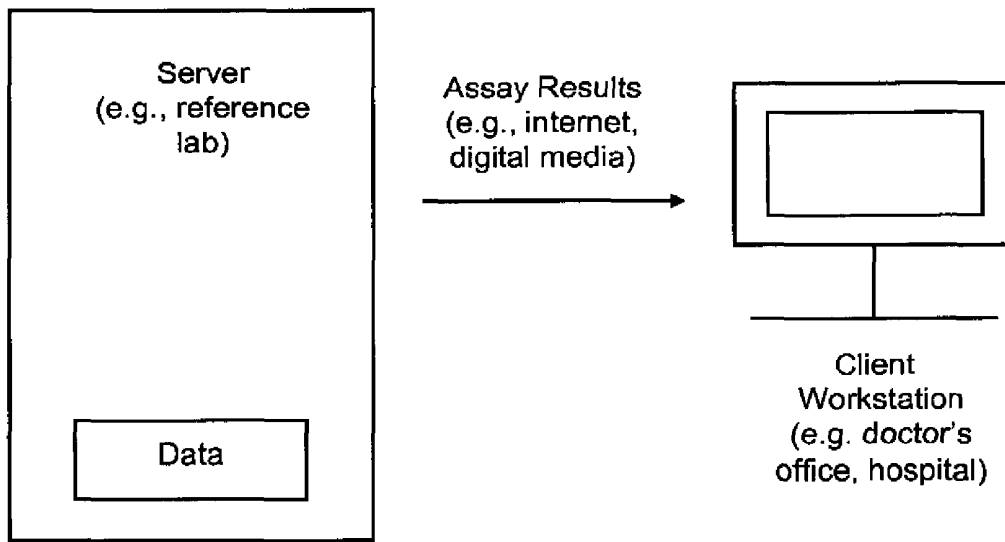 Server
(e.g., reference
lab)
Data
Assay Results
(e.g., internet,
digital media)
Client
Workstation
(e.g. doctor's
office, hospital)